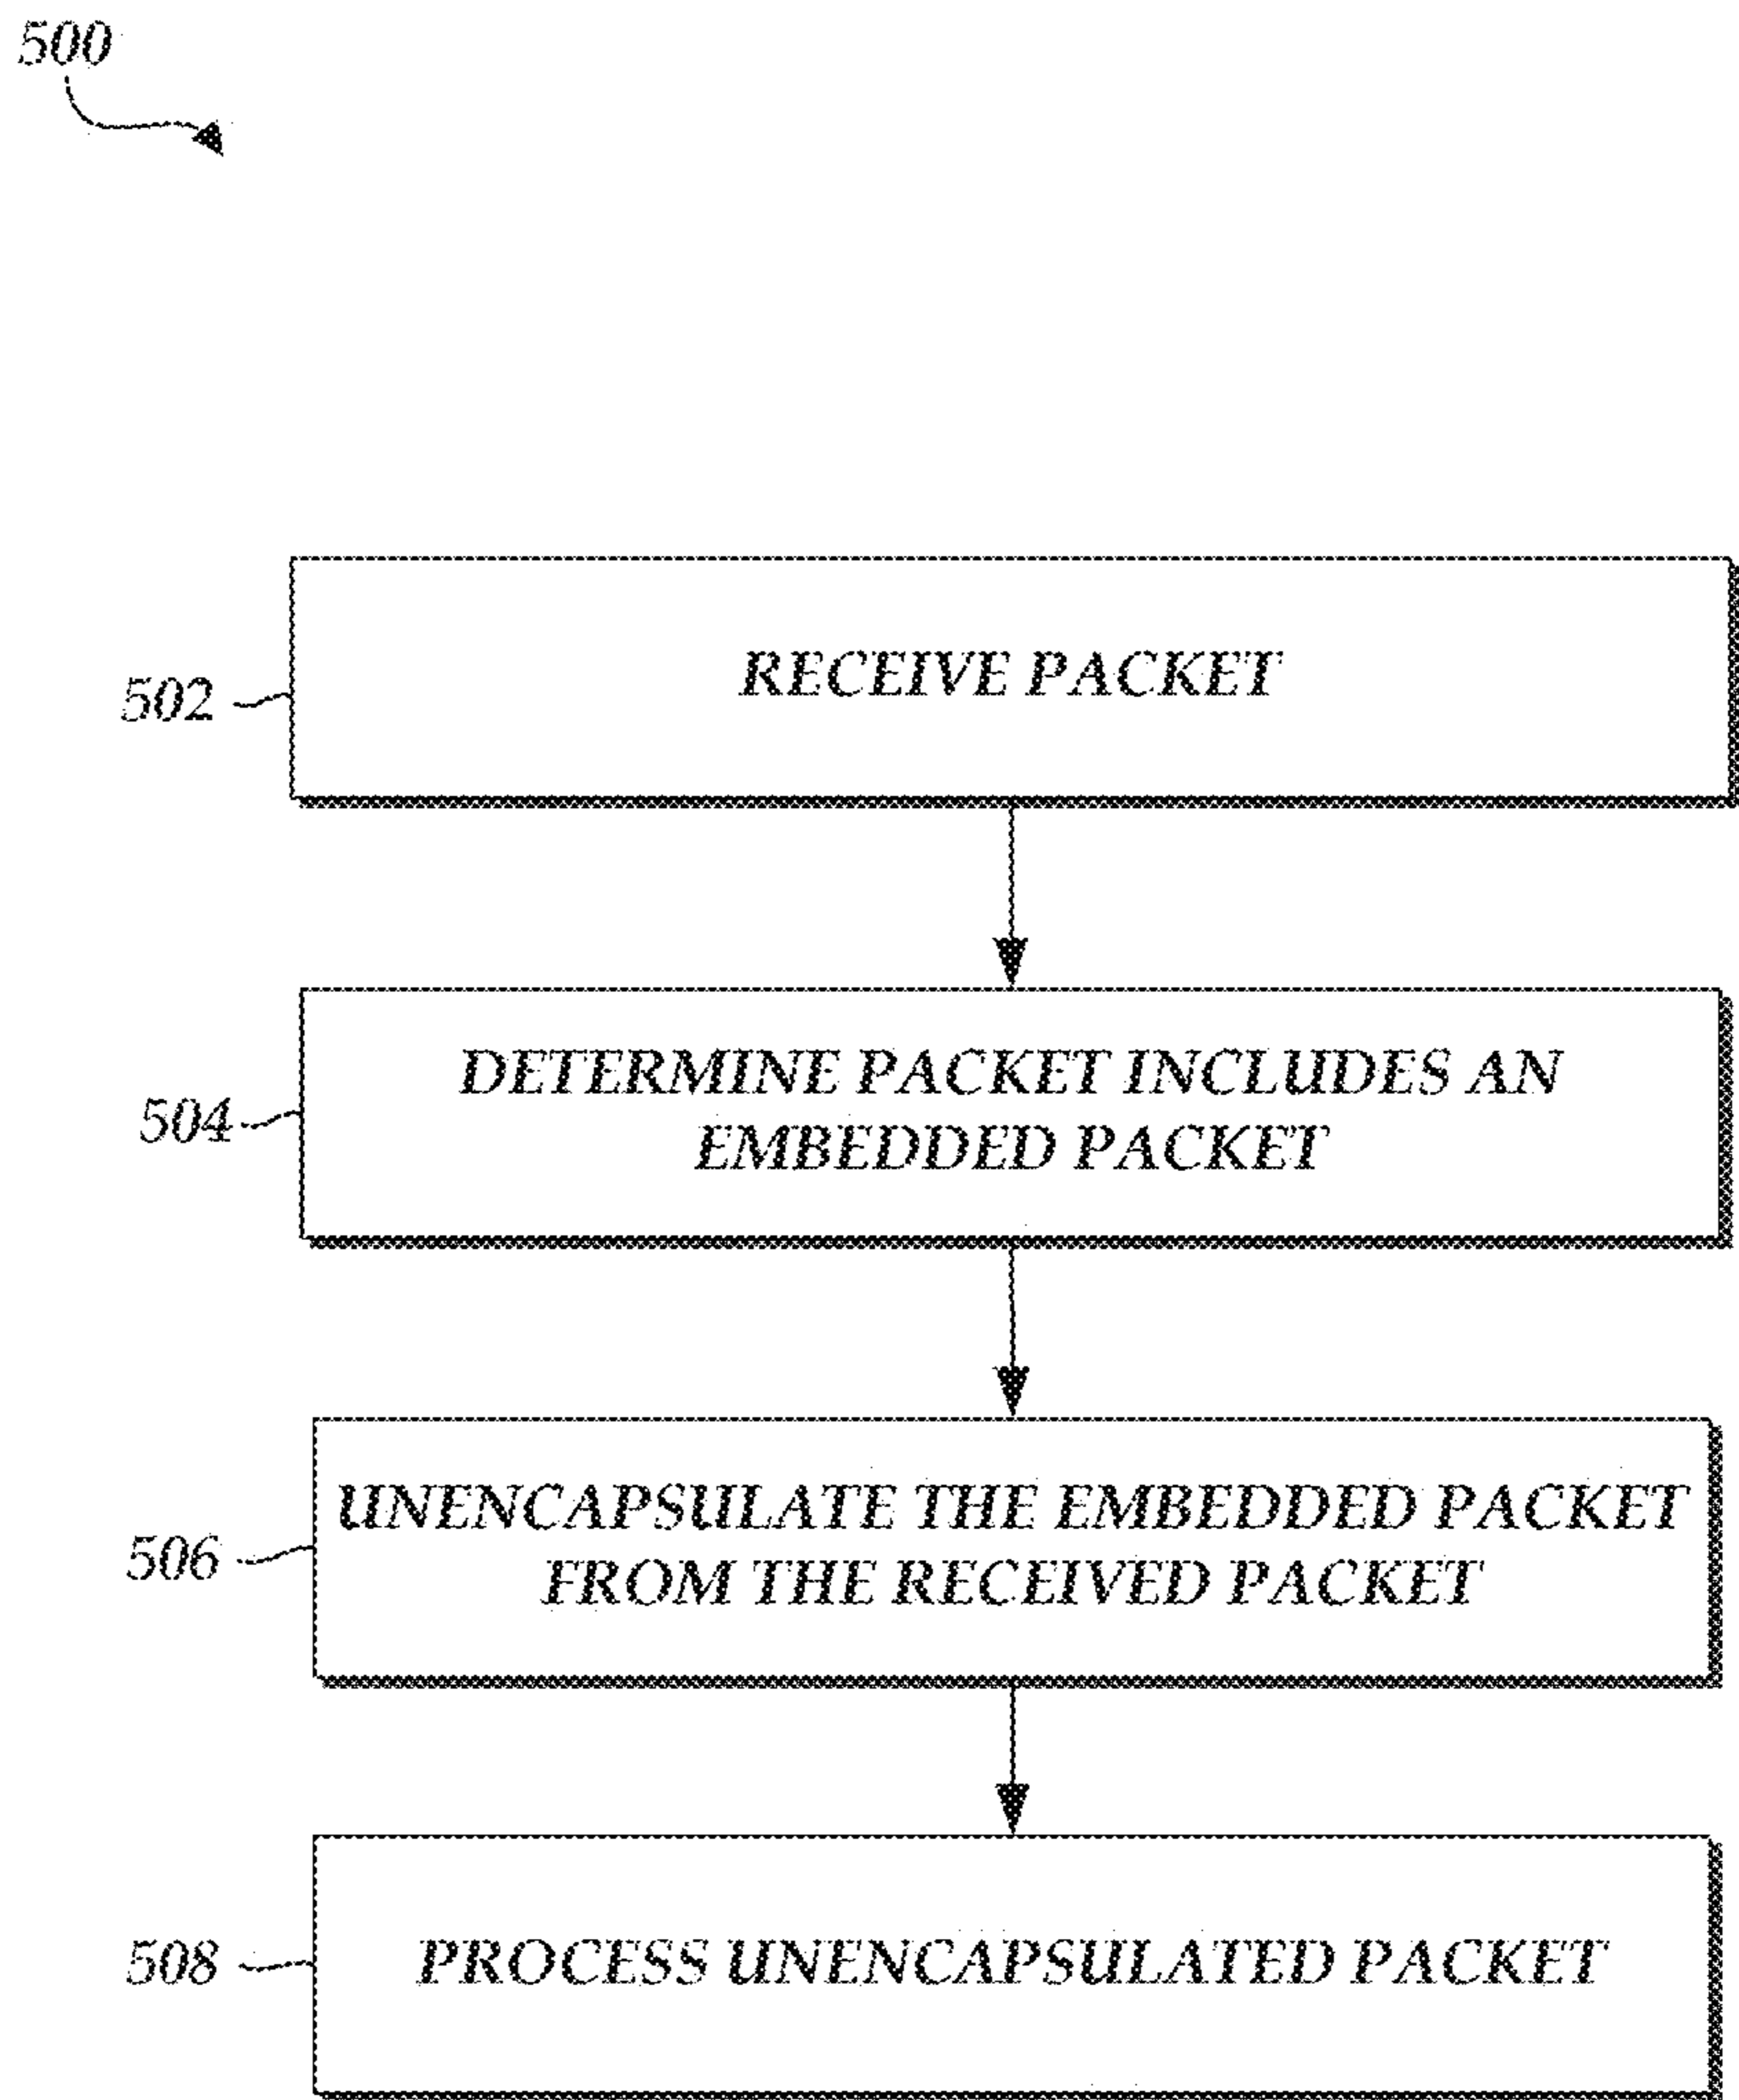 500
RECEIVE PACKET
502
DETERMINE PACKET INCLUDES AN
EMBEDDED PACKET
504
UNENCAPSULATE THE EMBEDDED PACKET
FROM THE RECEIVED PACKET
506
PROCESS UNENCAPSULATED PACKET
508